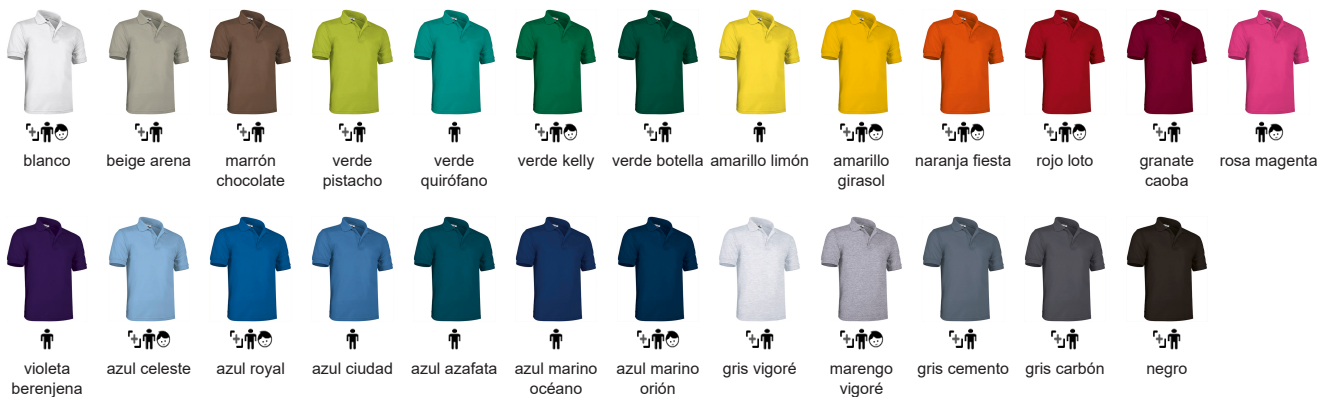 blanco
beige arena
marrón
chocolate
verde
pistacho
verde
quirófano
verde kelly
verde botella
amarillo limón
amarillo
girasol
naranja fiesta
rojo loto
granate
caoba
rosa magenta
violeta
berenjena
azul celeste
azul royal
azul ciudad
azul azafata
azul marino
océano
azul marino
orión
gris vigoré
marengo
vigoré
gris cemento
gris carbón
negro